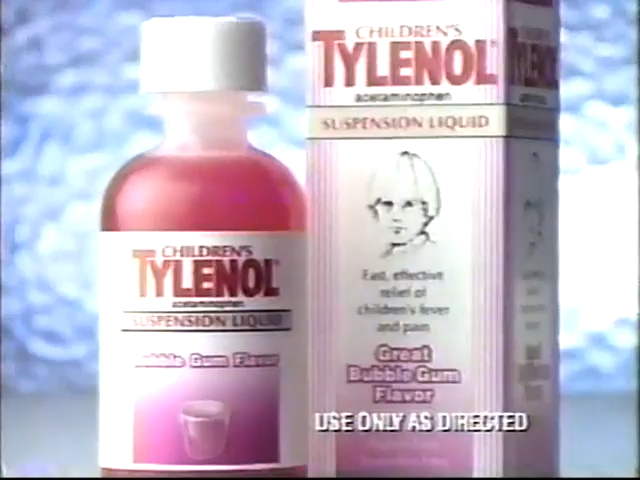 CHILDREN'S
TYLENOL
acetaminophen
SUSPENSION LIQUID
Bubble Gum Flavor
CHILDREN'S
TYLENOL
acetaminophen
SUSPENSION LIQUID
Fast, effective
relief of
children's fever
and pain
Great
Bubble Gum
Flavor
USE ONLY AS DIRECTED